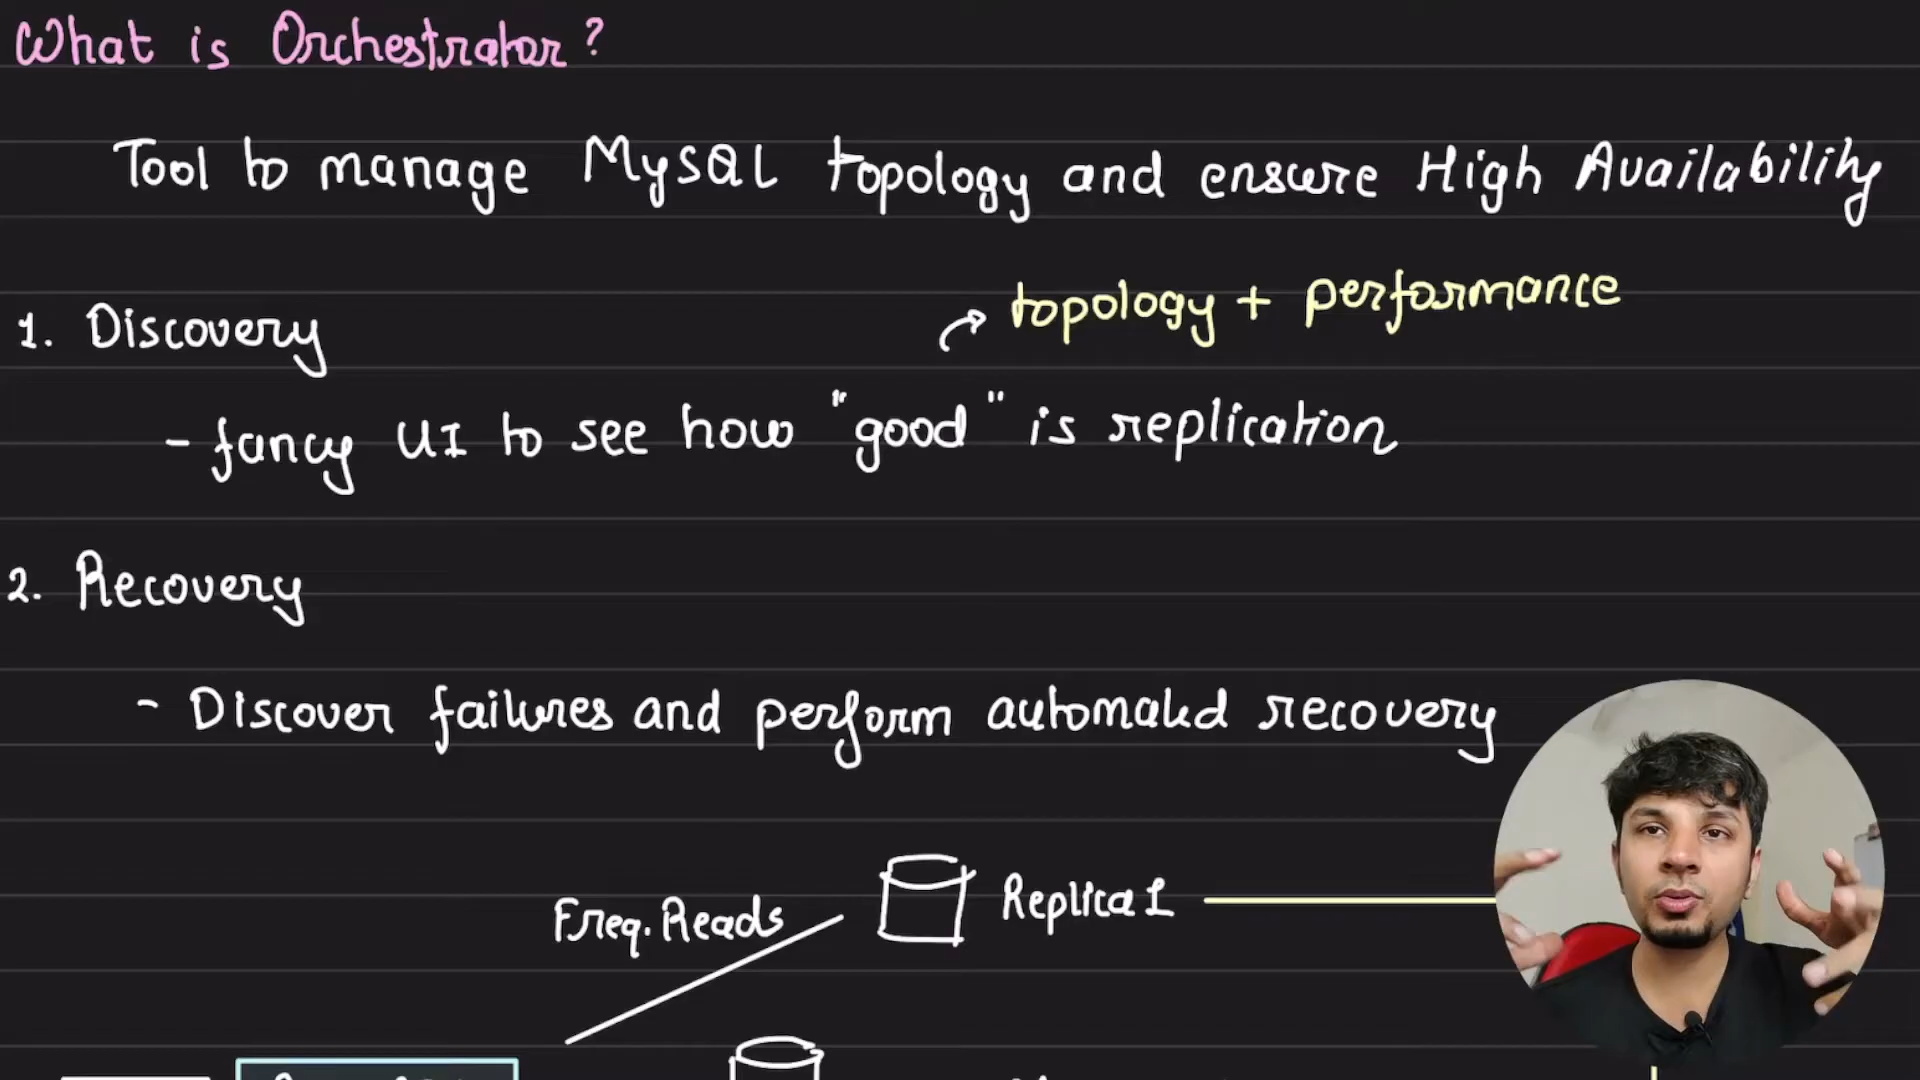 What is Orchestrator?
Tool to manage MySQL topology and ensure High Availability
topology + performance
1. Discovery
- fancy UI to see how "good" is replication
2. Recovery
- Discover failures and perform automated recovery
Freq. Reads
Replica 1